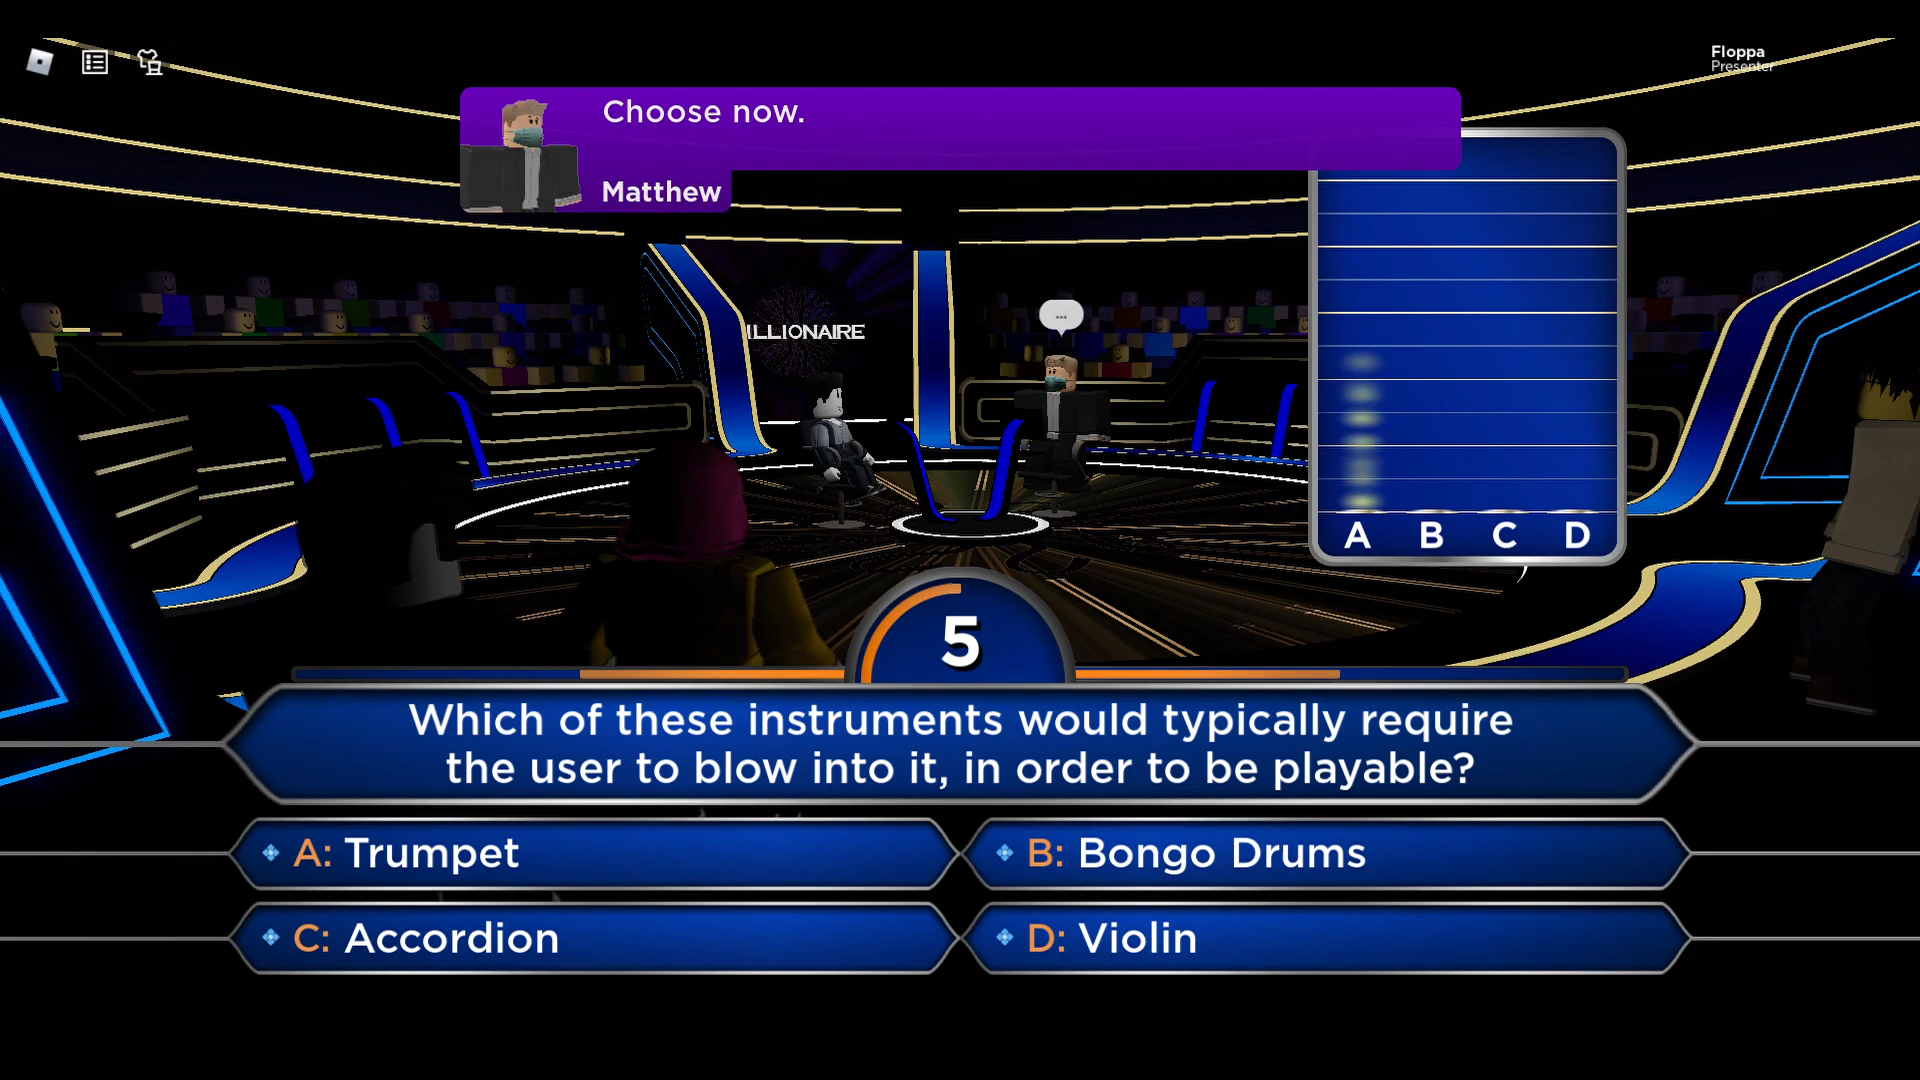 Floppa
Presenter
Choose now.
Matthew
ILLIONAIRE
...
A B C D
5
Which of these instruments would typically require
the user to blow into it, in order to be playable?
A: Trumpet
B: Bongo Drums
C: Accordion
D: Violin